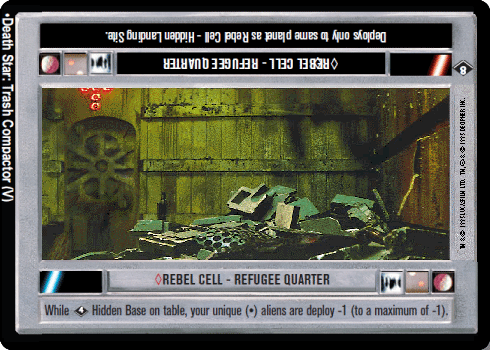 Deploys only to same planet as Rebel Cell - Hidden Landing Site.
◊REBEL CELL - REFUGEE QUARTER
8
•Death Star: Trash Compactor (V)
◊REBEL CELL - REFUGEE QUARTER
While Hidden Base on table, your unique (•) aliens are deploy -1 (to a maximum of -1).